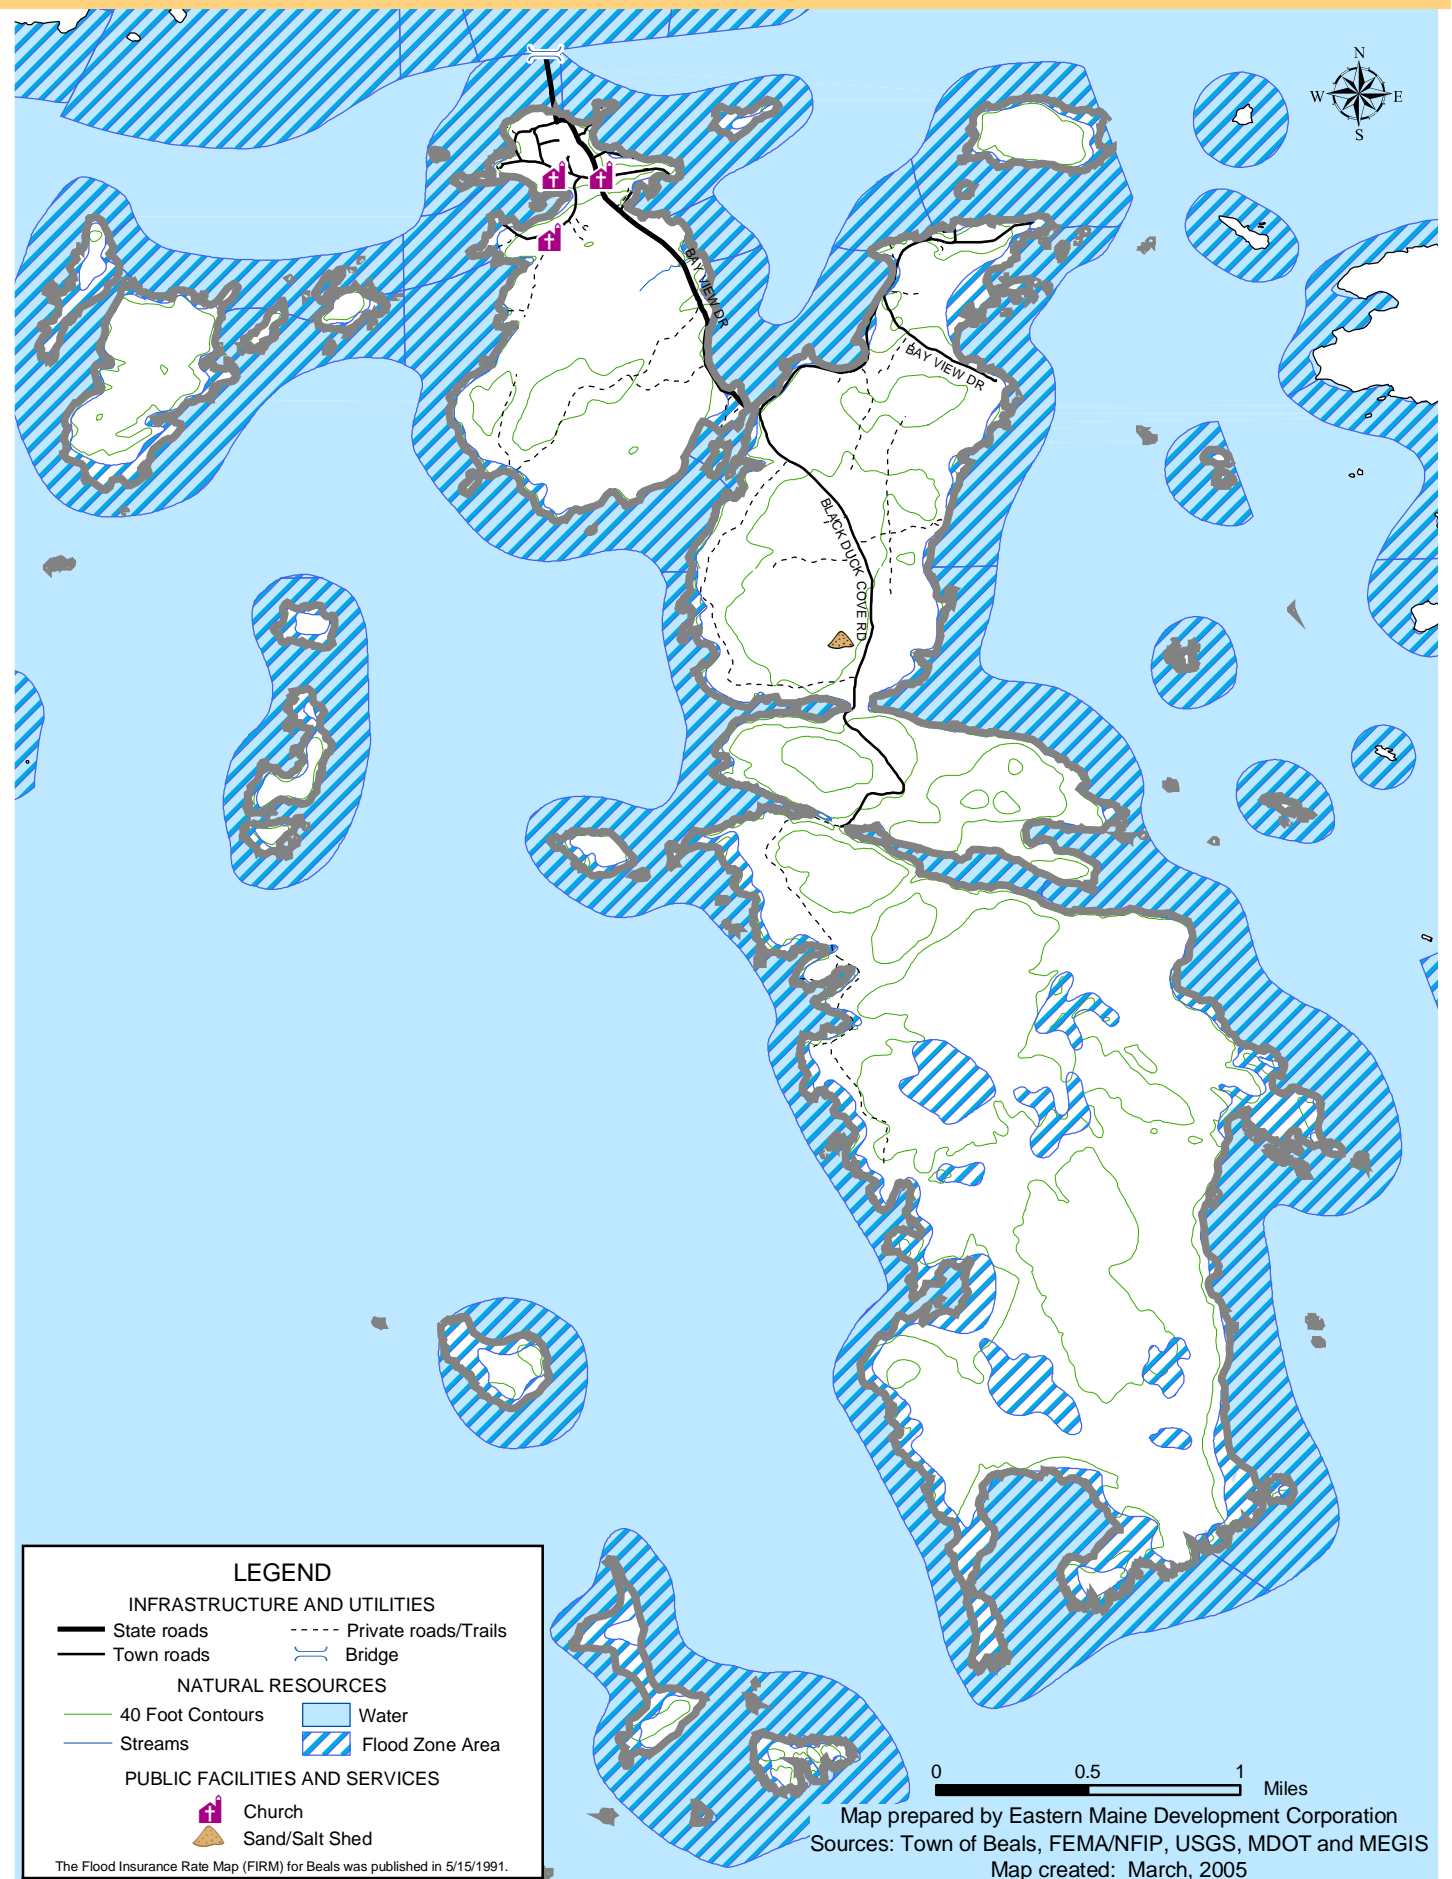 N
W E
S
BAY VIEW DR
BAY VIEW DR
BLACK DUCK COVE RD
1
LEGEND
INFRASTRUCTURE AND UTILITIES
State roads
Private roads/Trails
Town roads
Bridge
NATURAL RESOURCES
40 Foot Contours
Water
Streams
Flood Zone Area
PUBLIC FACILITIES AND SERVICES
Church
Sand/Salt Shed
The Flood Insurance Rate Map (FIRM) for Beals was published in 5/15/1991.
0 0.5 1
Miles
Map prepared by Eastern Maine Development Corporation
Sources: Town of Beals, FEMA/NFIP, USGS, MDOT and MEGIS
Map created: March, 2005